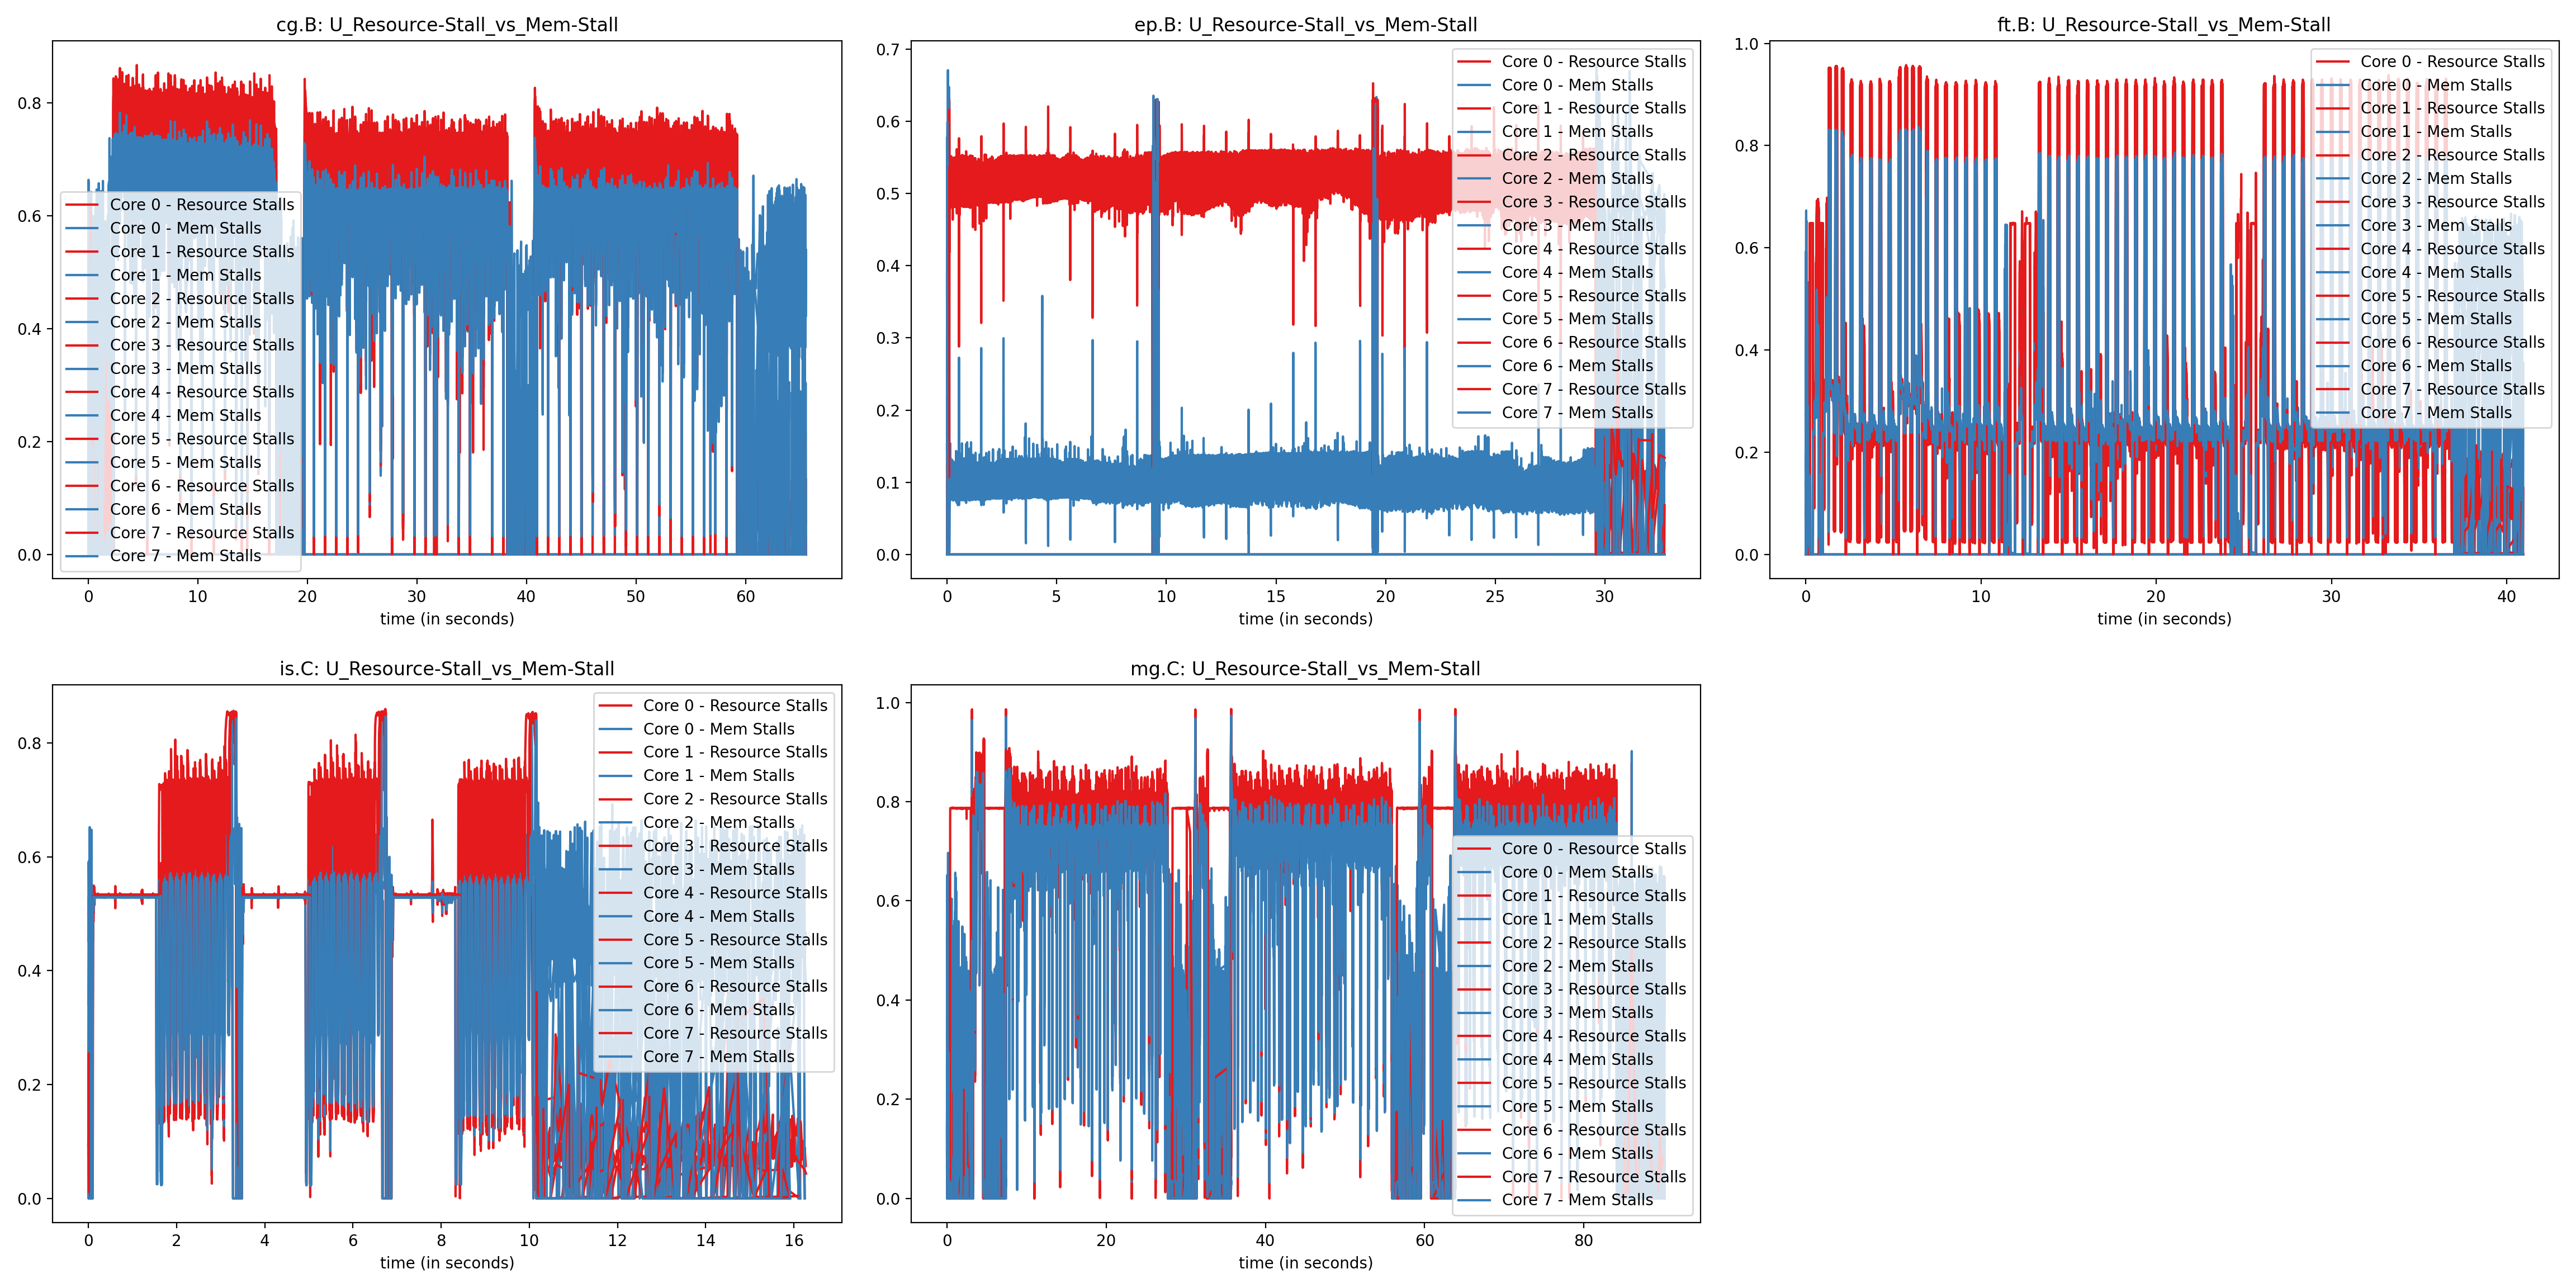 cg.B: U_Resource-Stall_vs_Mem-Stall
0.8
0.6
0.4
0.2
0.0
Core 0 - Resource Stalls
Core 0 - Mem Stalls
Core 1 - Resource Stalls
Core 1 - Mem Stalls
Core 2 - Resource Stalls
Core 2 - Mem Stalls
Core 3 - Resource Stalls
Core 3 - Mem Stalls
Core 4 - Resource Stalls
Core 4 - Mem Stalls
Core 5 - Resource Stalls
Core 5 - Mem Stalls
Core 6 - Resource Stalls
Core 6 - Mem Stalls
Core 7 - Resource Stalls
Core 7 - Mem Stalls
0 10 20 30 40 50 60
time (in seconds)
ep.B: U_Resource-Stall_vs_Mem-Stall
0.7
0.6
0.5
0.4
0.3
0.2
0.1
0.0
Core 0 - Resource Stalls
Core 0 - Mem Stalls
Core 1 - Resource Stalls
Core 1 - Mem Stalls
Core 2 - Resource Stalls
Core 2 - Mem Stalls
Core 3 - Resource Stalls
Core 3 - Mem Stalls
Core 4 - Resource Stalls
Core 4 - Mem Stalls
Core 5 - Resource Stalls
Core 5 - Mem Stalls
Core 6 - Resource Stalls
Core 6 - Mem Stalls
Core 7 - Resource Stalls
Core 7 - Mem Stalls
0 5 10 15 20 25 30
time (in seconds)
ft.B: U_Resource-Stall_vs_Mem-Stall
1.0
0.8
0.6
0.4
0.2
0.0
Core 0 - Resource Stalls
Core 0 - Mem Stalls
Core 1 - Resource Stalls
Core 1 - Mem Stalls
Core 2 - Resource Stalls
Core 2 - Mem Stalls
Core 3 - Resource Stalls
Core 3 - Mem Stalls
Core 4 - Resource Stalls
Core 4 - Mem Stalls
Core 5 - Resource Stalls
Core 5 - Mem Stalls
Core 6 - Resource Stalls
Core 6 - Mem Stalls
Core 7 - Resource Stalls
Core 7 - Mem Stalls
0 10 20 30 40
time (in seconds)
is.C: U_Resource-Stall_vs_Mem-Stall
0.8
0.6
0.4
0.2
0.0
Core 0 - Resource Stalls
Core 0 - Mem Stalls
Core 1 - Resource Stalls
Core 1 - Mem Stalls
Core 2 - Resource Stalls
Core 2 - Mem Stalls
Core 3 - Resource Stalls
Core 3 - Mem Stalls
Core 4 - Resource Stalls
Core 4 - Mem Stalls
Core 5 - Resource Stalls
Core 5 - Mem Stalls
Core 6 - Resource Stalls
Core 6 - Mem Stalls
Core 7 - Resource Stalls
Core 7 - Mem Stalls
0 2 4 6 8 10 12 14 16
time (in seconds)
mg.C: U_Resource-Stall_vs_Mem-Stall
1.0
0.8
0.6
0.4
0.2
0.0
Core 0 - Resource Stalls
Core 0 - Mem Stalls
Core 1 - Resource Stalls
Core 1 - Mem Stalls
Core 2 - Resource Stalls
Core 2 - Mem Stalls
Core 3 - Resource Stalls
Core 3 - Mem Stalls
Core 4 - Resource Stalls
Core 4 - Mem Stalls
Core 5 - Resource Stalls
Core 5 - Mem Stalls
Core 6 - Resource Stalls
Core 6 - Mem Stalls
Core 7 - Resource Stalls
Core 7 - Mem Stalls
0 20 40 60 80
time (in seconds)